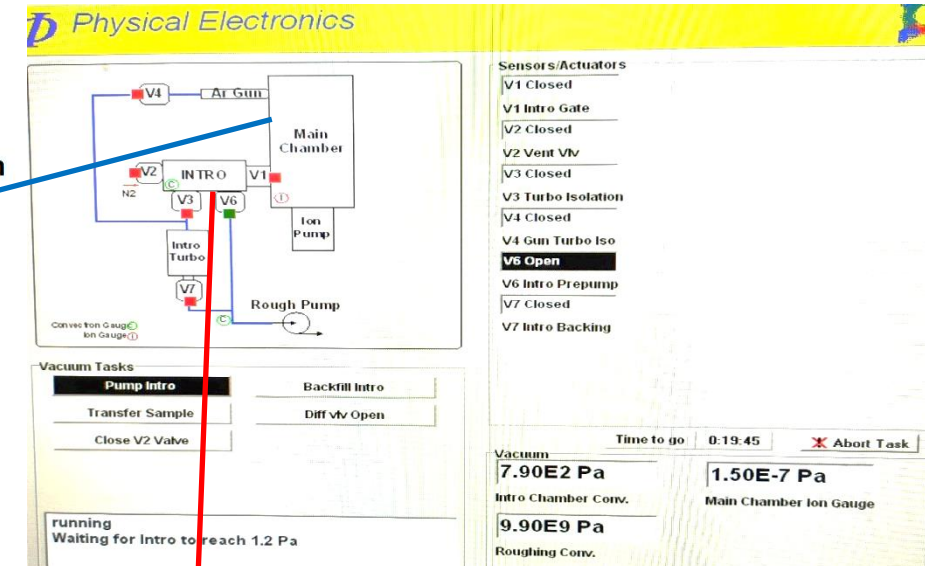 Physical Electronics
V4
Ar Gun
Main
Chamber
V2
INTRO
V1
N2
C
I
V3
V6
Ion
Pump
Intro
Turbo
V7
Rough Pump
C
Convectron Gauge C
Ion Gauge I
Sensors/Actuators
V1 Closed
V1 Intro Gate
V2 Closed
V2 Vent Vlv
V3 Closed
V3 Turbo Isolation
V4 Closed
V4 Gun Turbo Iso
V6 Open
V6 Intro Prepump
V7 Closed
V7 Intro Backing
Vacuum Tasks
Pump Intro
Backfill Intro
Transfer Sample
Diff vlv Open
Close V2 Valve
Time to go 0:19:45 Abort Task
Vacuum
7.90E2 Pa
1.50E-7 Pa
Intro Chamber Conv.
Main Chamber Ion Gauge
9.90E9 Pa
Roughing Conv.
running
Waiting for Intro to reach 1.2 Pa